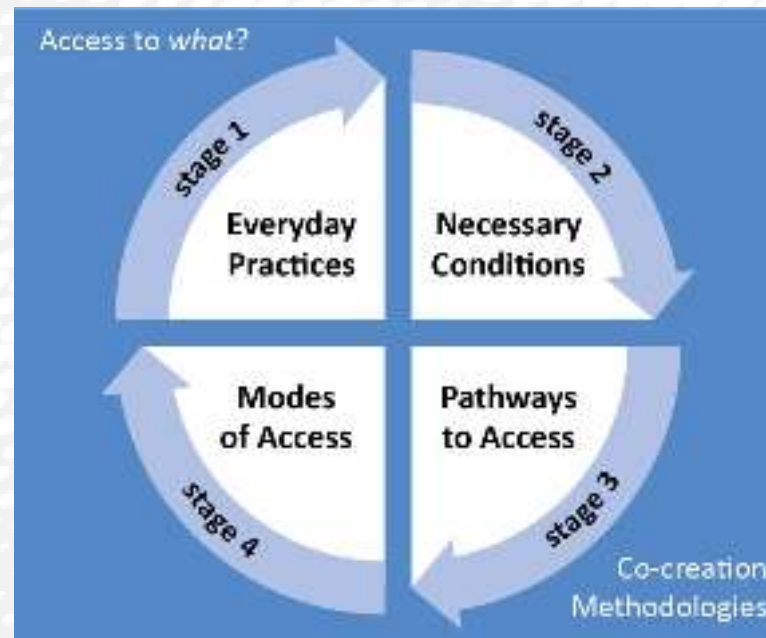 Access to what?
stage 1
Everyday
Practices
stage 2
Necessary
Conditions
Modes
of Access
stage 4
Pathways
to Access
stage 3
Co-creation
Methodologies